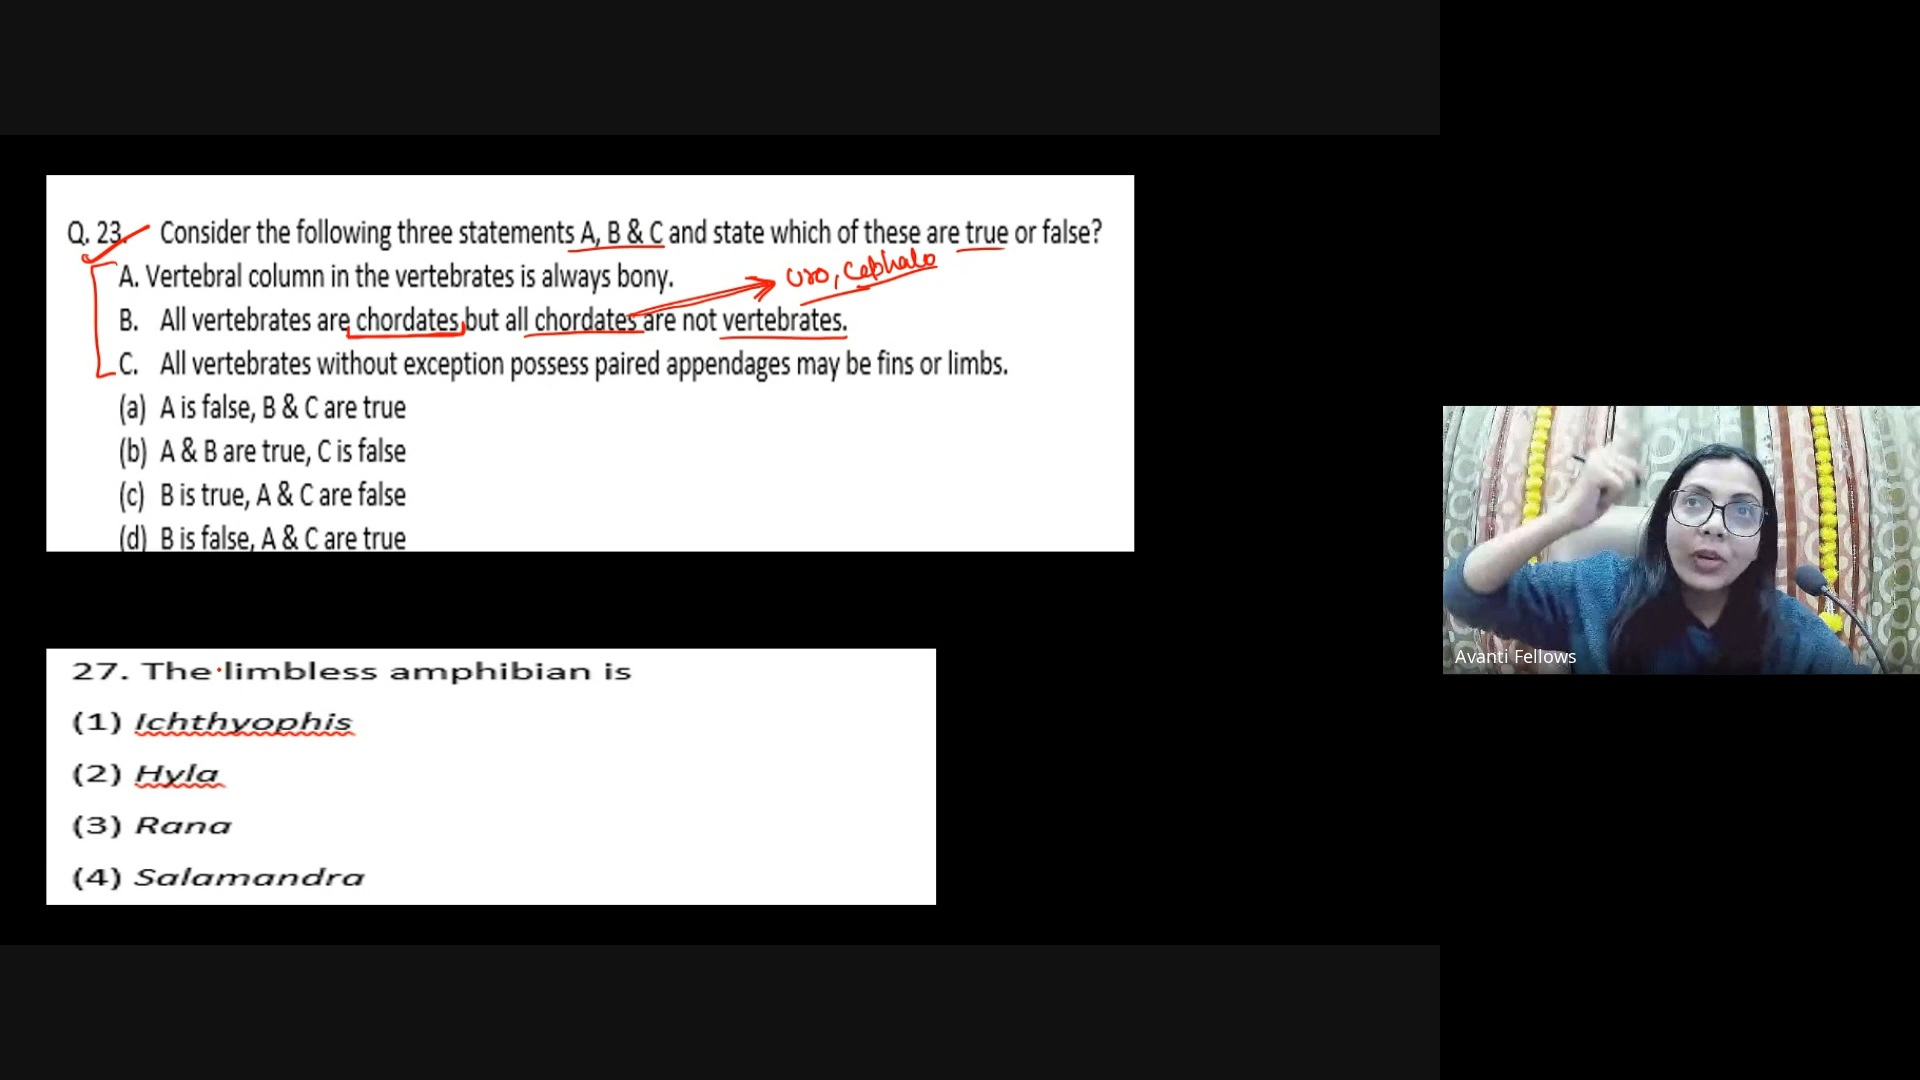 Q. 23. Consider the following three statements A, B & C and state which of these are true or false?
uro, Cephalo
A. Vertebral column in the vertebrates is always bony.
B. All vertebrates are chordates but all chordates are not vertebrates.
C. All vertebrates without exception possess paired appendages may be fins or limbs.
(a) A is false, B & C are true
(b) A & B are true, C is false
(c) B is true, A & C are false
(d) B is false, A & C are true
27. The limbless amphibian is
(1) Ichthyophis
(2) Hyla
(3) Rana
(4) Salamandra
Avanti Fellows